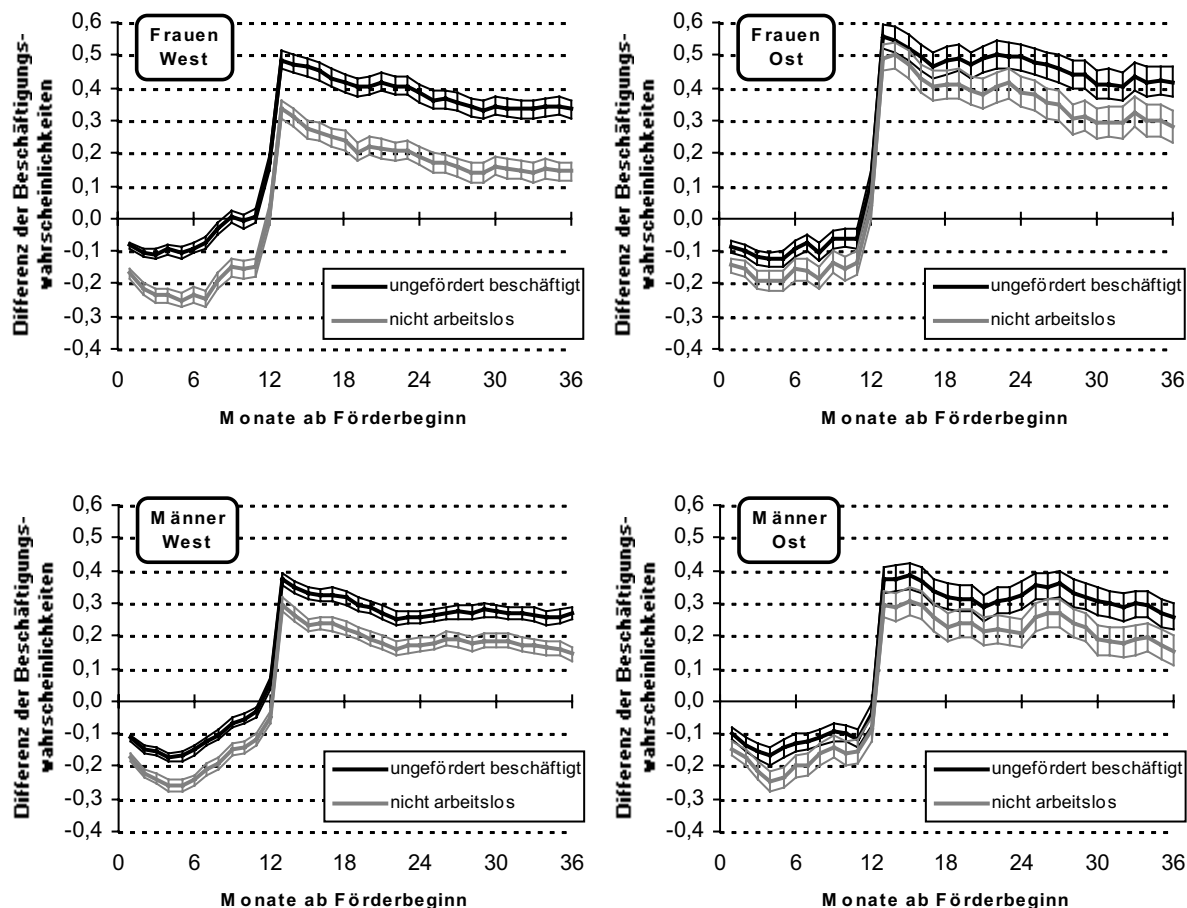 Differenz der Beschäftigungs-
wahrscheinlichkeiten
0,6
0,5
0,4
0,3
0,2
0,1
0,0
-0,1
-0,2
-0,3
-0,4
Frauen
West
ungefördert beschäftigt
nicht arbeitslos
0 6 12 18 24 30 36
Monate ab Förderbeginn
Differenz der Beschäftigungs-
wahrscheinlichkeiten
0,6
0,5
0,4
0,3
0,2
0,1
0,0
-0,1
-0,2
-0,3
-0,4
Frauen
Ost
ungefördert beschäftigt
nicht arbeitslos
0 6 12 18 24 30 36
Monate ab Förderbeginn
Differenz der Beschäftigungs-
wahrscheinlichkeiten
0,6
0,5
0,4
0,3
0,2
0,1
0,0
-0,1
-0,2
-0,3
-0,4
Männer
West
ungefördert beschäftigt
nicht arbeitslos
0 6 12 18 24 30 36
Monate ab Förderbeginn
Differenz der Beschäftigungs-
wahrscheinlichkeiten
0,6
0,5
0,4
0,3
0,2
0,1
0,0
-0,1
-0,2
-0,3
-0,4
Männer
Ost
ungefördert beschäftigt
nicht arbeitslos
0 6 12 18 24 30 36
Monate ab Förderbeginn